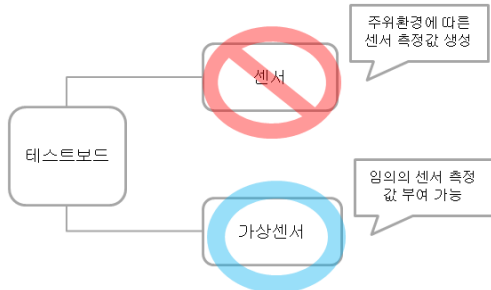 주위환경에 따른
센서 측정값 생성
센서
테스트보드
임의의 센서 측정
값 부여 가능
가상센서